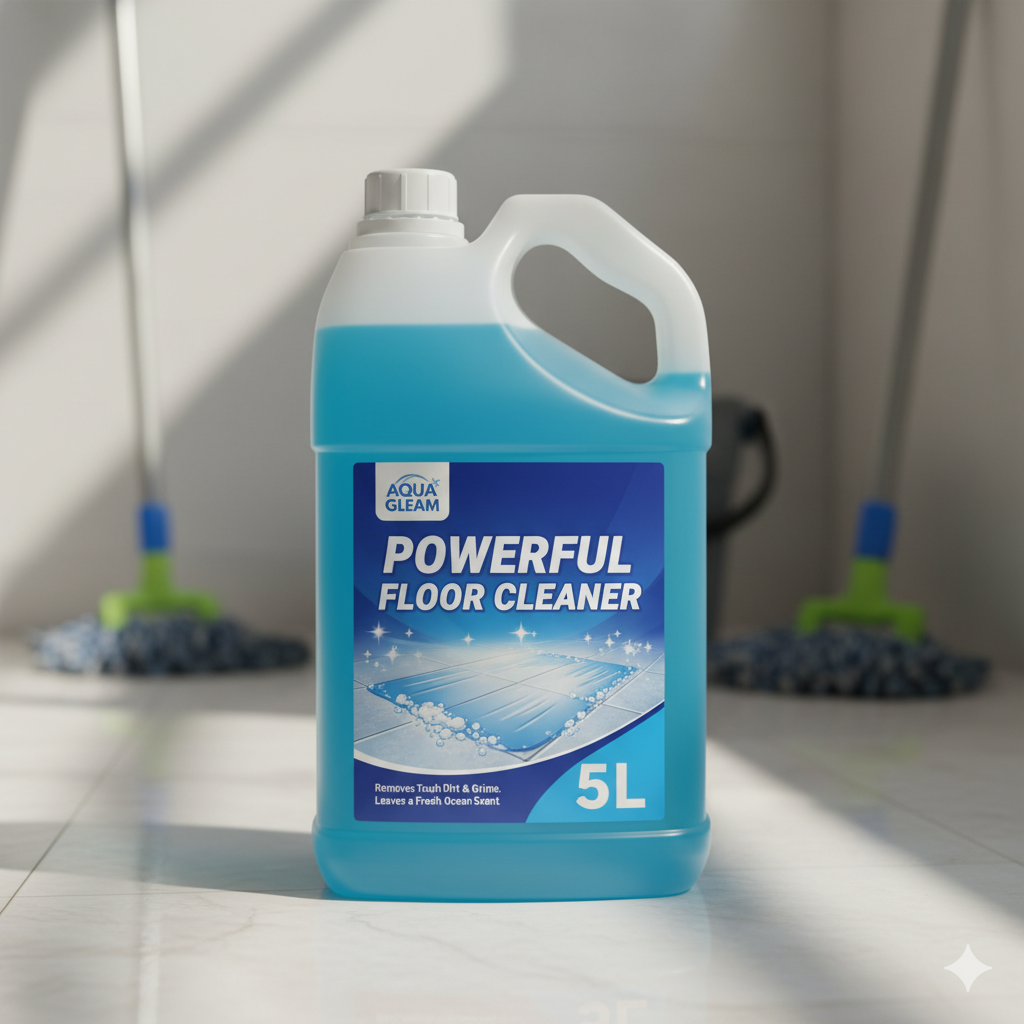 AQUA
GLEAM
POWERFUL
FLOOR CLEANER
Removes Tauh Dht & Grime.
Leaves a Fresh Ocean Sxant
5L